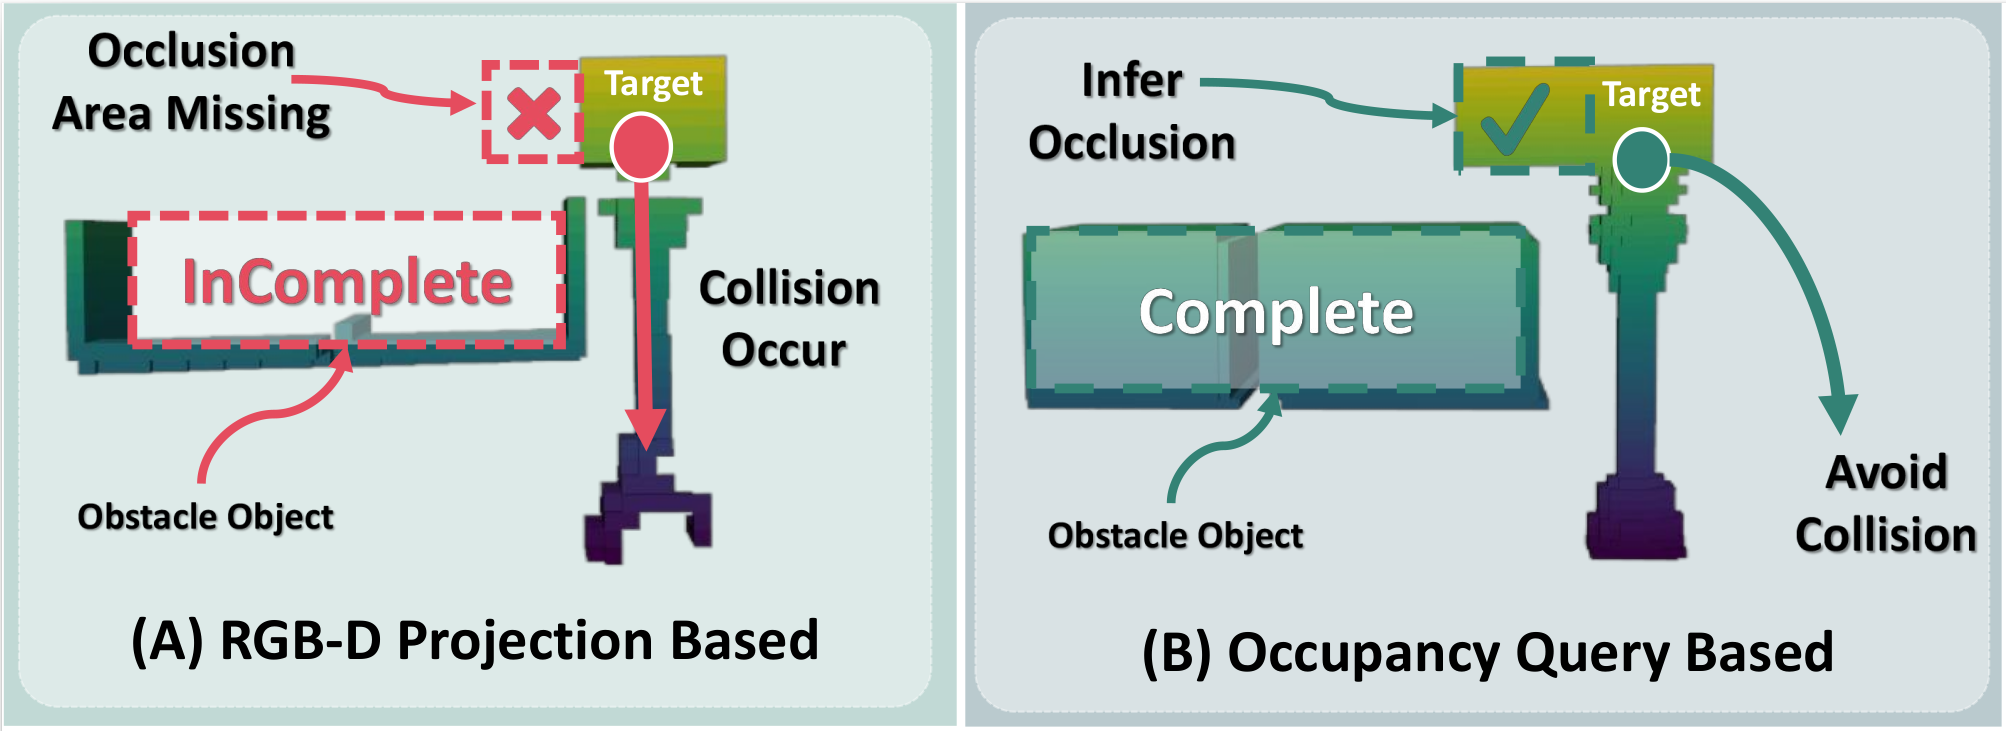 Occlusion
Area Missing
Target
InComplete
Collision
Occur
Obstacle Object
(A) RGB-D Projection Based
Infer
Occlusion
Target
Complete
Obstacle Object
Avoid
Collision
(B) Occupancy Query Based